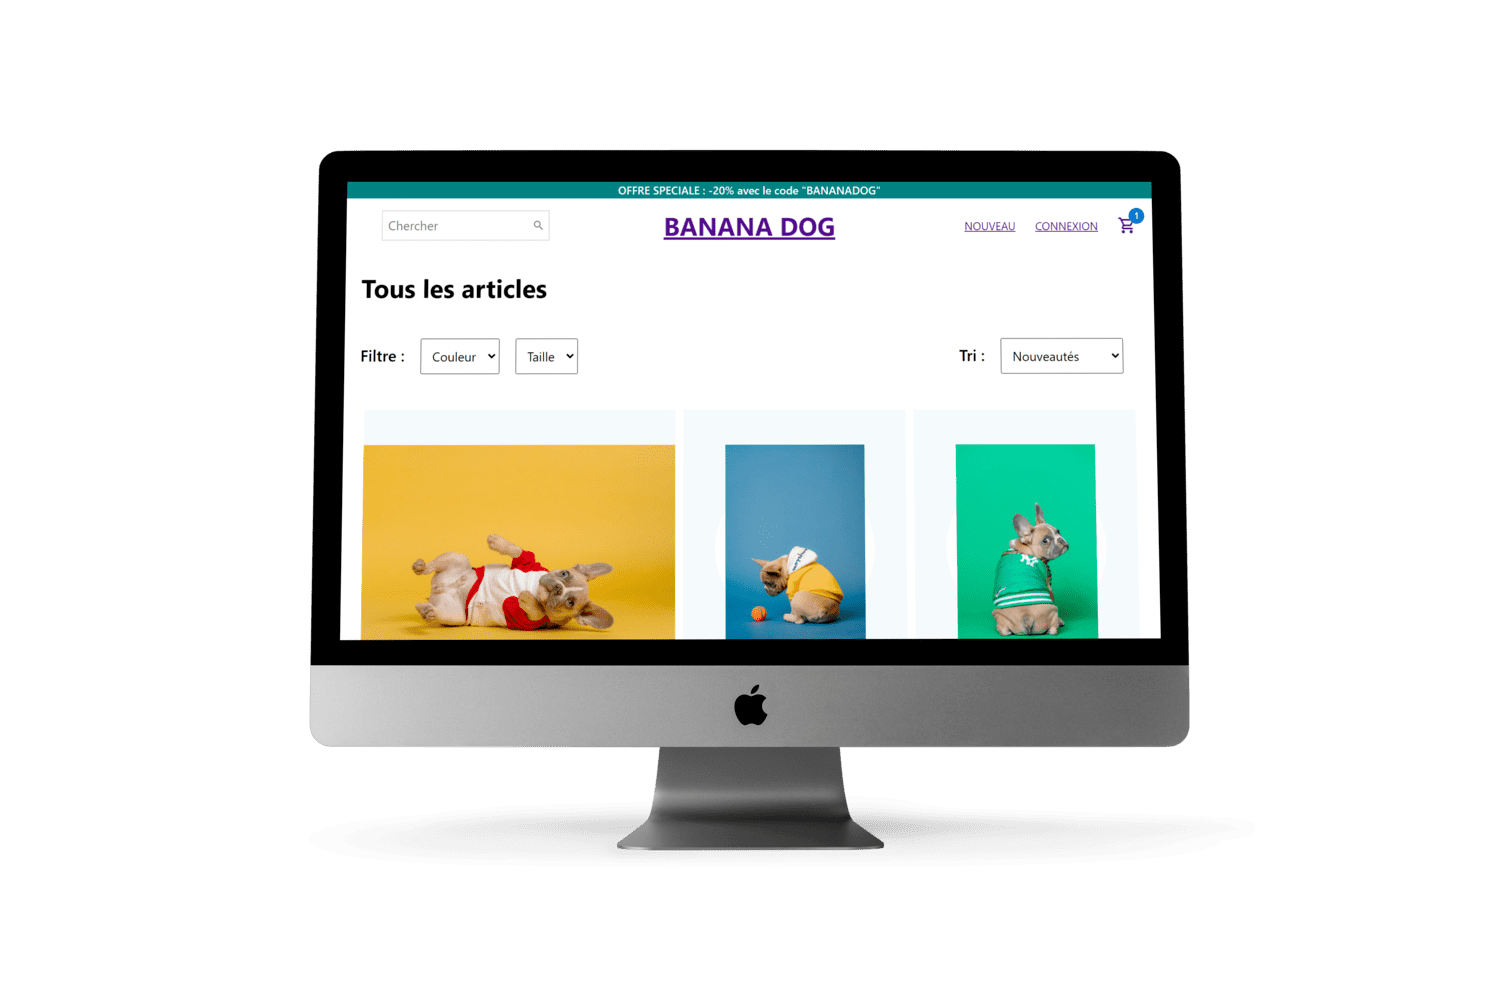 OFFRE SPECIALE : -20% avec le code "BANANADOG"
Chercher
BANANA DOG
NOUVEAU
CONNEXION
1
Tous les articles
Filtre :
Couleur
Taille
Tri :
Nouveautés